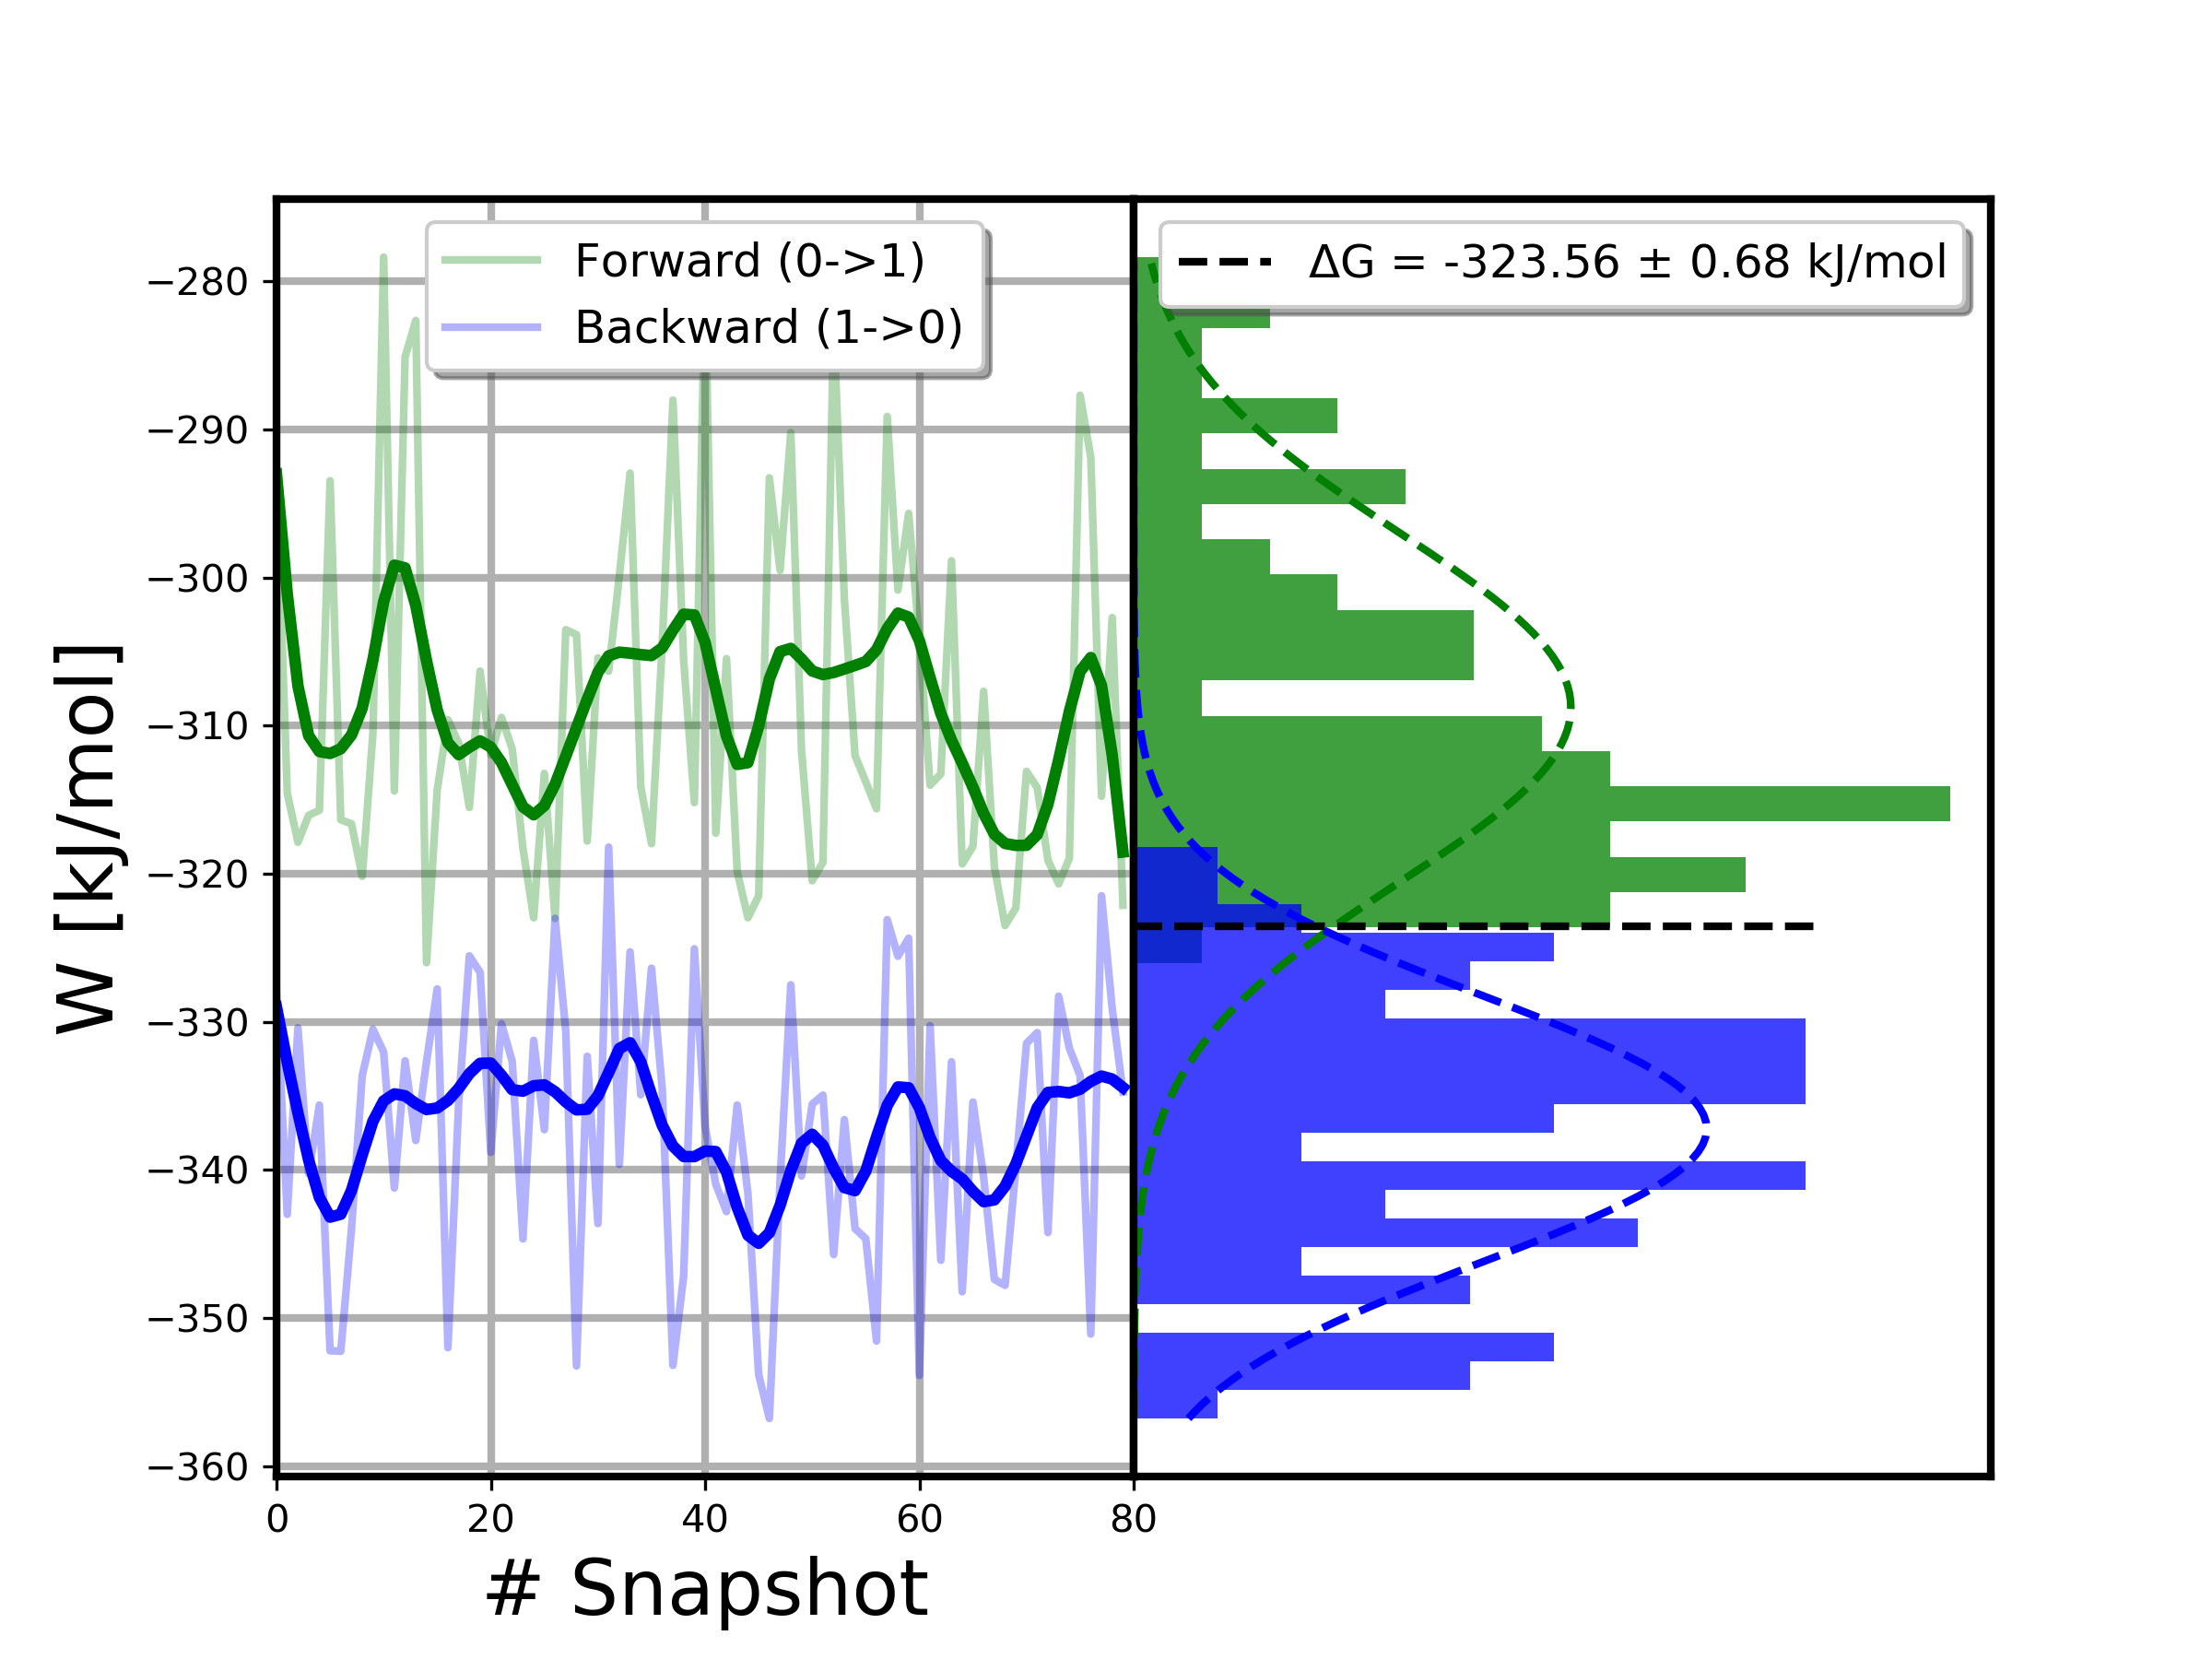 Forward (0->1)
Backward (1->0)
ΔG = -323.56 ± 0.68 kJ/mol
W [kJ/mol]
−280
−290
−300
−310
−320
−330
−340
−350
−360
0 20 40 60 80
# Snapshot